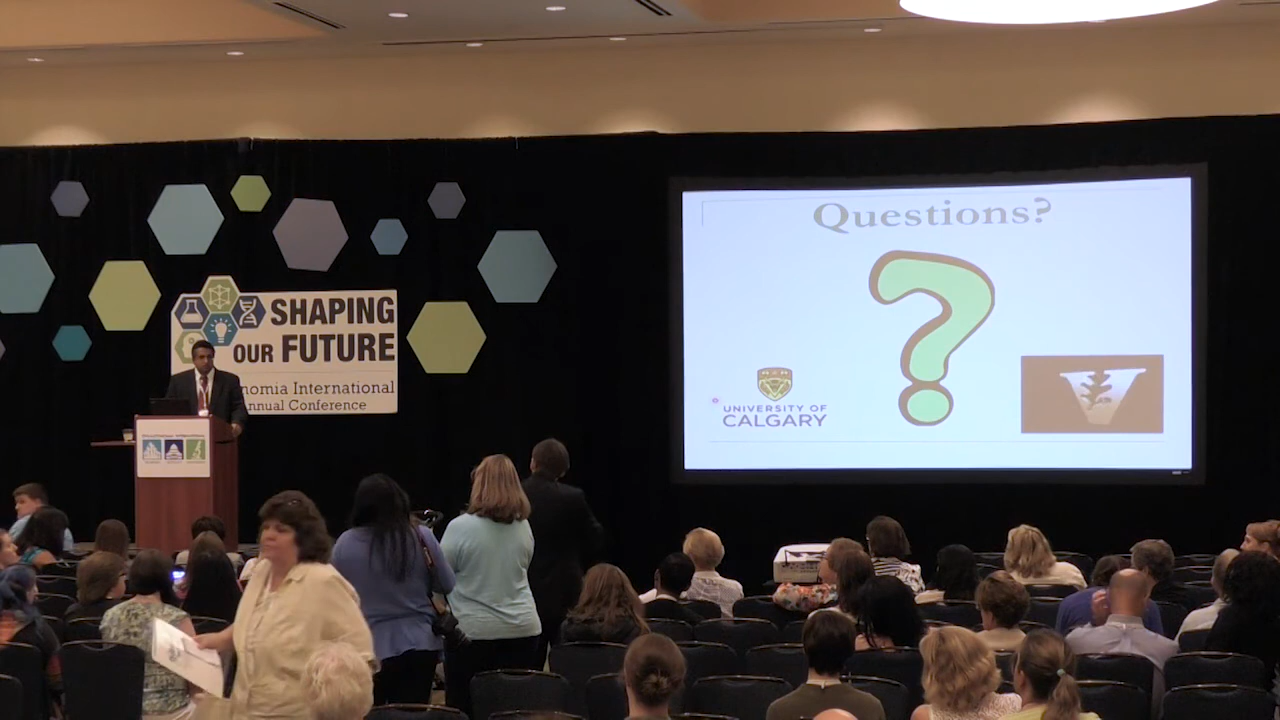 SHAPING
OUR FUTURE
nomia International
nnual Conference
Questions?
?
UNIVERSITY OF
CALGARY
V